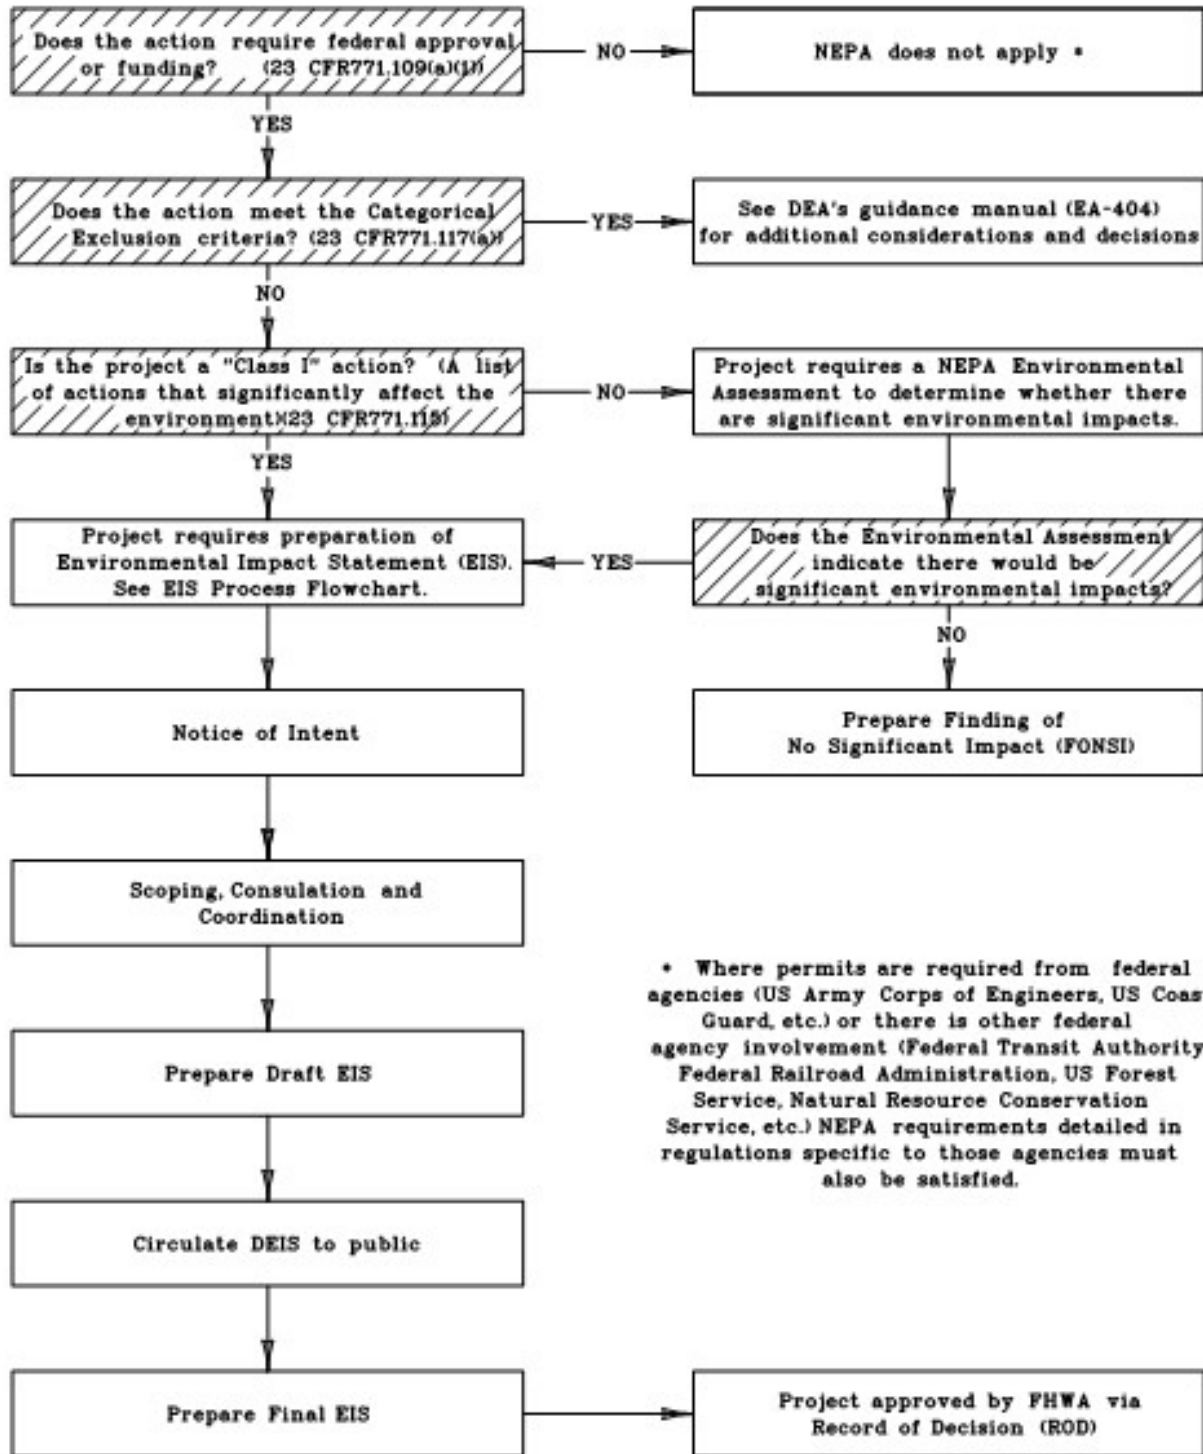 Does the action require federal approval
or funding? (23 CFR771.109(a)(1))
NO
NEPA does not apply *
YES
Does the action meet the Categorical
Exclusion criteria? (23 CFR771.117(a))
YES
See DEA's guidance manual (EA-404)
for additional considerations and decisions
NO
Is the project a "Class I" action? (A list
of actions that significantly affect the
environment)(23 CFR771.115)
NO
Project requires a NEPA Environmental
Assessment to determine whether there
are significant environmental impacts.
YES
Project requires preparation of
Environmental Impact Statement (EIS).
See EIS Process Flowchart.
YES
Does the Environmental Assessment
indicate there would be
significant environmental impacts?
NO
Notice of Intent
Prepare Finding of
No Significant Impact (FONSI)
Scoping, Consulation and
Coordination
* Where permits are required from federal
agencies (US Army Corps of Engineers, US Coas
Guard, etc.) or there is other federal
agency involvement (Federal Transit Authority
Federal Railroad Administration, US Forest
Service, Natural Resource Conservation
Service, etc.) NEPA requirements detailed in
regulations specific to those agencies must
also be satisfied.
Prepare Draft EIS
Circulate DEIS to public
Prepare Final EIS
Project approved by FHWA via
Record of Decision (ROD)